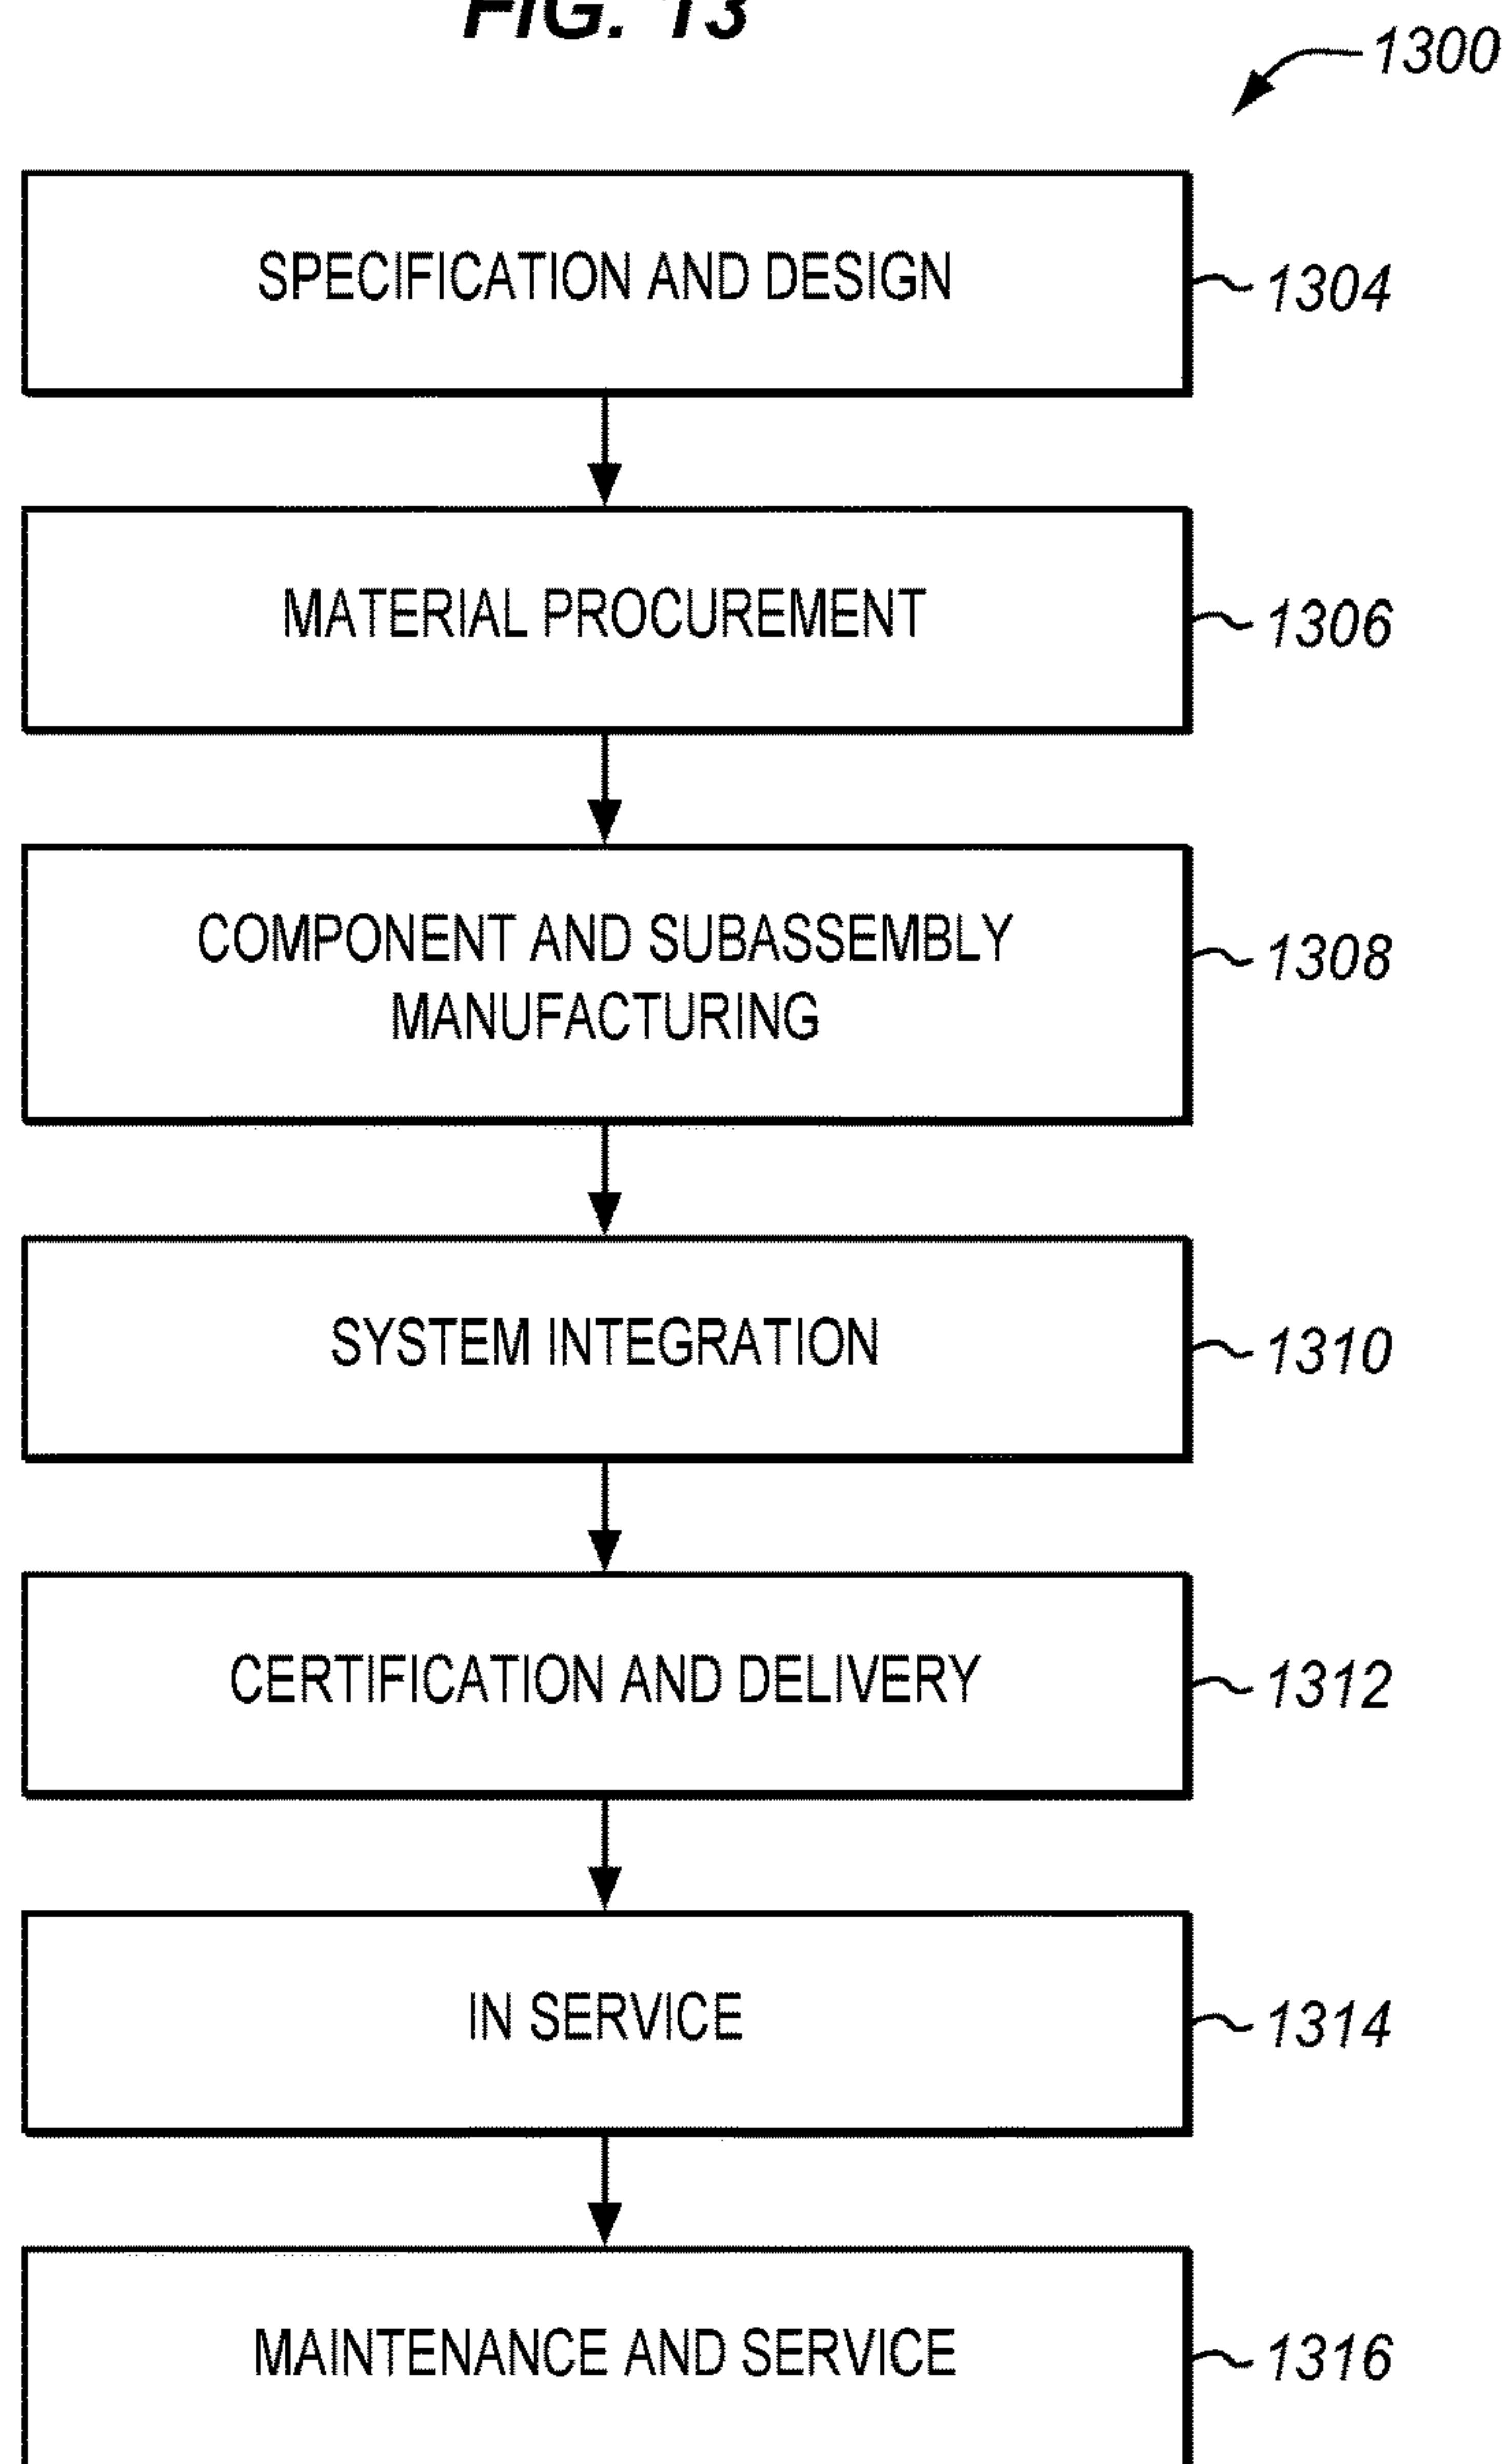 FIG. 13
1300
SPECIFICATION AND DESIGN
1304
MATERIAL PROCUREMENT
1306
COMPONENT AND SUBASSEMBLY
MANUFACTURING
1308
SYSTEM INTEGRATION
1310
CERTIFICATION AND DELIVERY
1312
IN SERVICE
1314
MAINTENANCE AND SERVICE
1316